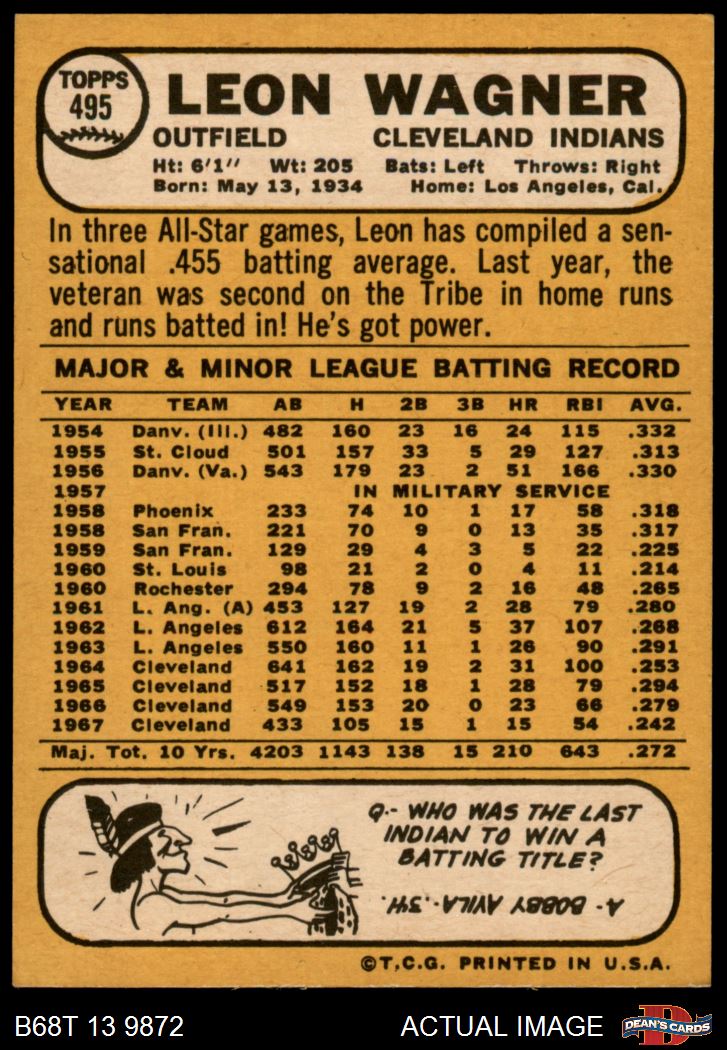 TOPPS
495
LEON WAGNER
OUTFIELD CLEVELAND INDIANS
Ht: 6'1" Wt: 205 Bats: Left Throws: Right
Born: May 13, 1934 Home: Los Angeles, Cal.
In three All-Star games, Leon has compiled a sen-
sational .455 batting average. Last year, the
veteran was second on the Tribe in home runs
and runs batted in! He's got power.
MAJOR & MINOR LEAGUE BATTING RECORD
YEAR TEAM AB H 2B 3B HR RBI AVG.
1954 Danv. (Ill.) 482 160 23 16 24 115 .332
1955 St. Cloud 501 157 33 5 29 127 .313
1956 Danv. (Va.) 543 179 23 2 51 166 .330
1957 IN MILITARY SERVICE
1958 Phoenix 233 74 10 1 17 58 .318
1958 San Fran. 221 70 9 0 13 35 .317
1959 San Fran. 129 29 4 3 5 22 .225
1960 St. Louis 98 21 2 0 4 11 .214
1960 Rochester 294 78 9 2 16 48 .265
1961 L. Ang. (A) 453 127 19 2 28 79 .280
1962 L. Angeles 612 164 21 5 37 107 .268
1963 L. Angeles 550 160 11 1 26 90 .291
1964 Cleveland 641 162 19 2 31 100 .253
1965 Cleveland 517 152 18 1 28 79 .294
1966 Cleveland 549 153 20 0 23 66 .279
1967 Cleveland 433 105 15 1 15 54 .242
Maj. Tot. 10 Yrs. 4203 1143 138 15 210 643 .272
Q.- WHO WAS THE LAST
INDIAN TO WIN A
BATTING TITLE?
A- BOBBY AVILA-.341.
©T.C.G. PRINTED IN U.S.A.
B68T 13 9872 ACTUAL IMAGE
D
DEAN'S CARDS